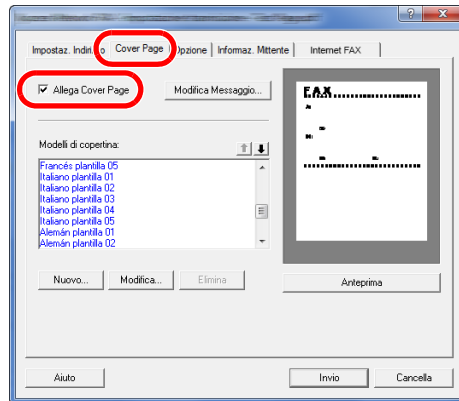 Impostaz. Indiri o Cover Page Opzione Informaz. Mittente Internet FAX
Allega Cover Page Modifica Messaggio...
FAX
Modelli di copertina:
Francés plantilla 05
Italiano plantilla 01
Italiano plantilla 02
Italiano plantilla 03
Italiano plantilla 04
Italiano plantilla 05
Alemán plantilla 01
Alemán plantilla 02
Nuovo... Modifica... Elimina Anteprima
Aiuto Invio Cancella